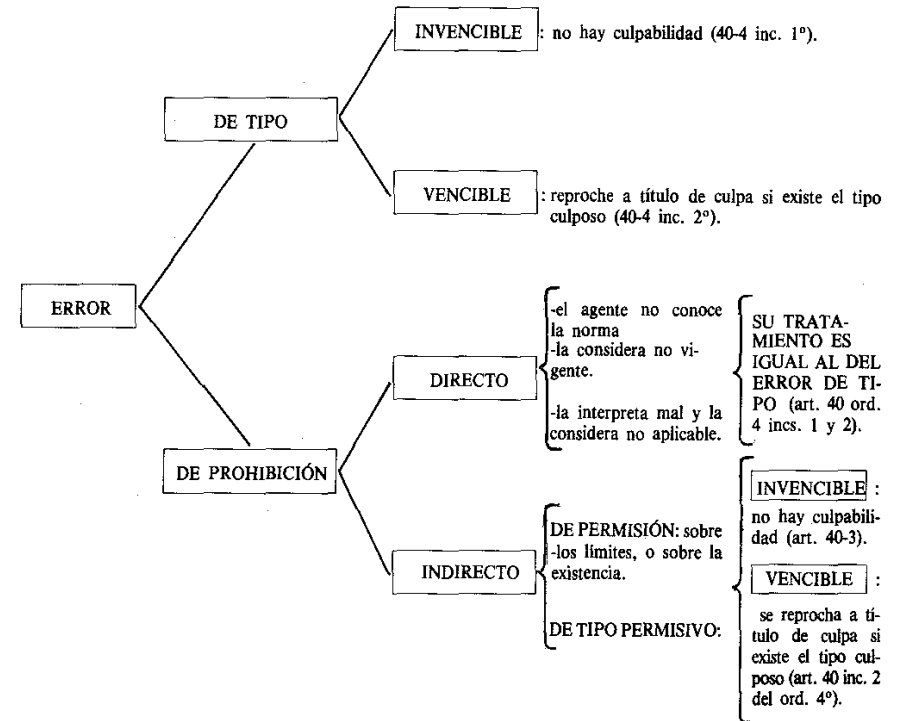 INVENCIBLE : no hay culpabilidad (40-4 inc. 1º).
DE TIPO
VENCIBLE : reproche a título de culpa si existe el tipo
culposo (40-4 inc. 2º).
ERROR
DE PROHIBICIÓN
DIRECTO
-el agente no conoce
la norma
-la considera no vi-
gente.
-la interpreta mal y la
considera no aplicable.
SU TRATA-
MIENTO ES
IGUAL AL DEL
ERROR DE TI-
PO (art. 40 ord.
4 incs. 1 y 2).
INDIRECTO
DE PERMISIÓN: sobre
-los límites, o sobre la
existencia.
DE TIPO PERMISIVO:
INVENCIBLE :
no hay culpabili-
dad (art. 40-3).
VENCIBLE :
se reprocha a tí-
tulo de culpa si
existe el tipo cul-
poso (art. 40 inc. 2
del ord. 4º).